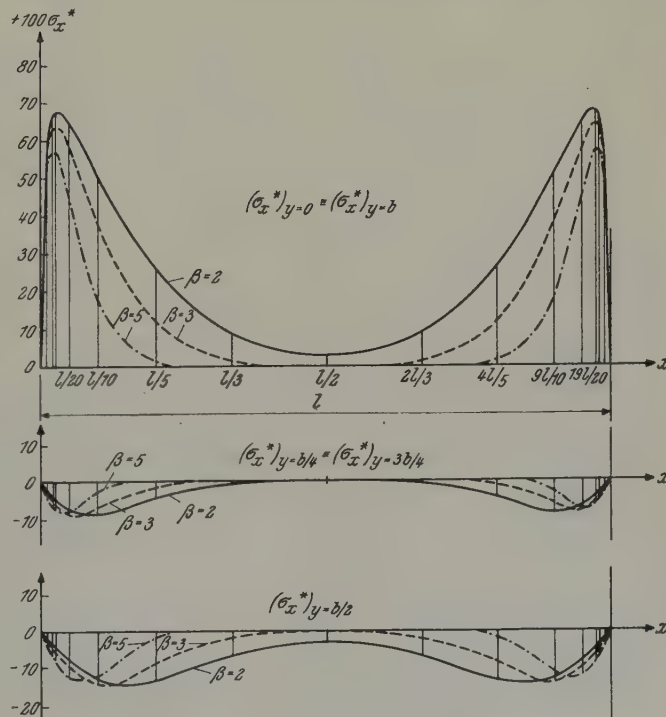 +100σx*
80
70
60
50
40
30
20
10
0
(σx*)y=0 = (σx*)y=b
β=2
β=5
β=3
l/20 l/10 l/5 l/3 l/2 2l/3 4l/5 9l/10 19l/20 x
l
10
0
-10
β=5
(σx*)y=b/4 = (σx*)y=3b/4
x
β=3
β=2
10
0
-10
-20
(σx*)y=b/2
x
β=5
β=3
β=2